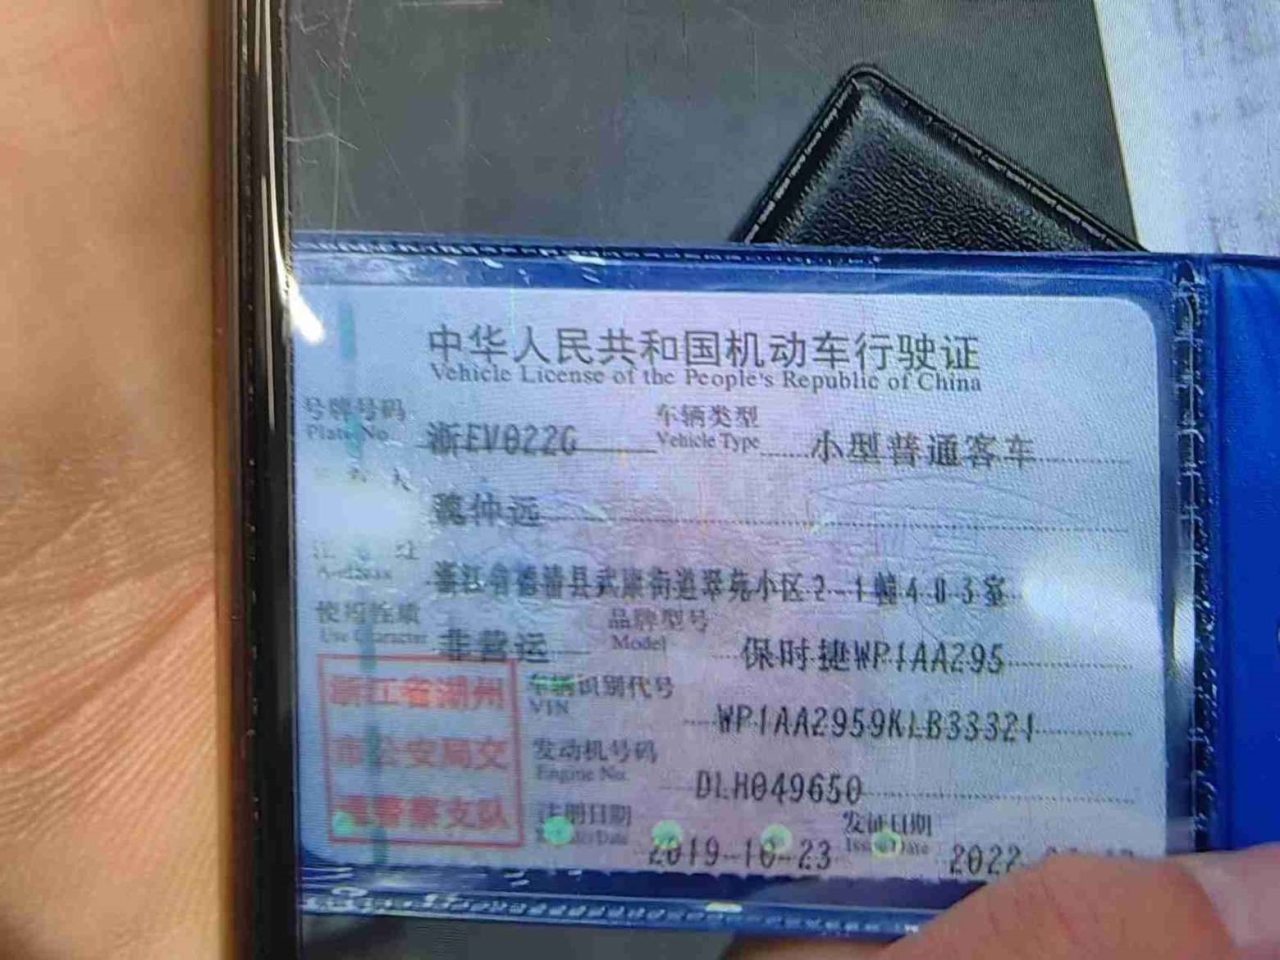 中华人民共和国机动车行驶证
Vehicle License of the People's Republic of China
号牌号码 浙EV022G 车辆类型 小型普通客车
Plate No. Vehicle Type
魏仲远
浙江省德清县武康街道翠苑小区2-1幢403室
Address
使用性质 非营运 品牌型号 保时捷WP1AA295
Use Character Model
浙江省湖州
市公安局交
通警察支队
车辆识别代号 WP1AA2959KLB33321
VIN
发动机号码 DLH049650
Engine No.
注册日期 2019-10-23 发证日期 2022
Register Date Issue Date